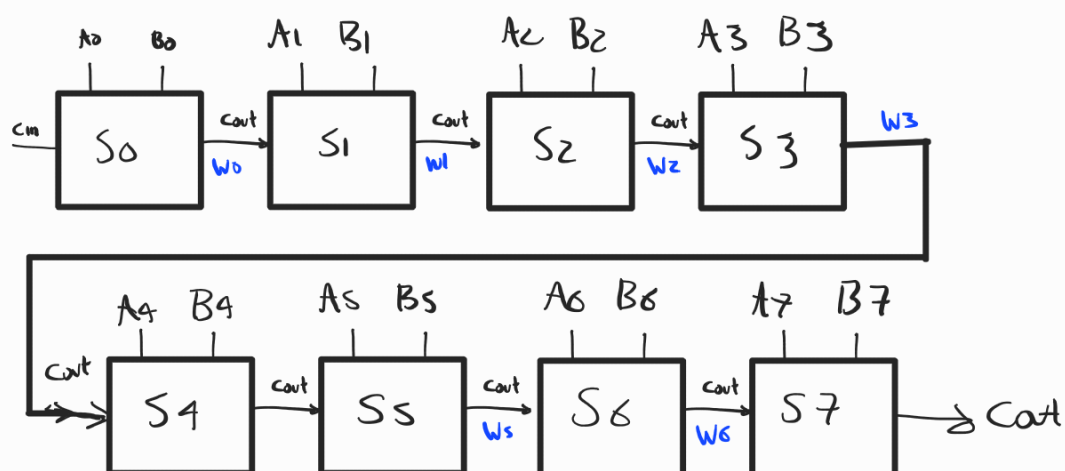 A0 B0 A1 B1 A2 B2 A3 B3
Cin S0 Cout W0 S1 Cout W1 S2 Cout W2 S3 W3
A4 B4 A5 B5 A6 B6 A7 B7
Cout S4 Cout S5 Cout W5 S6 Cout W6 S7 Cout